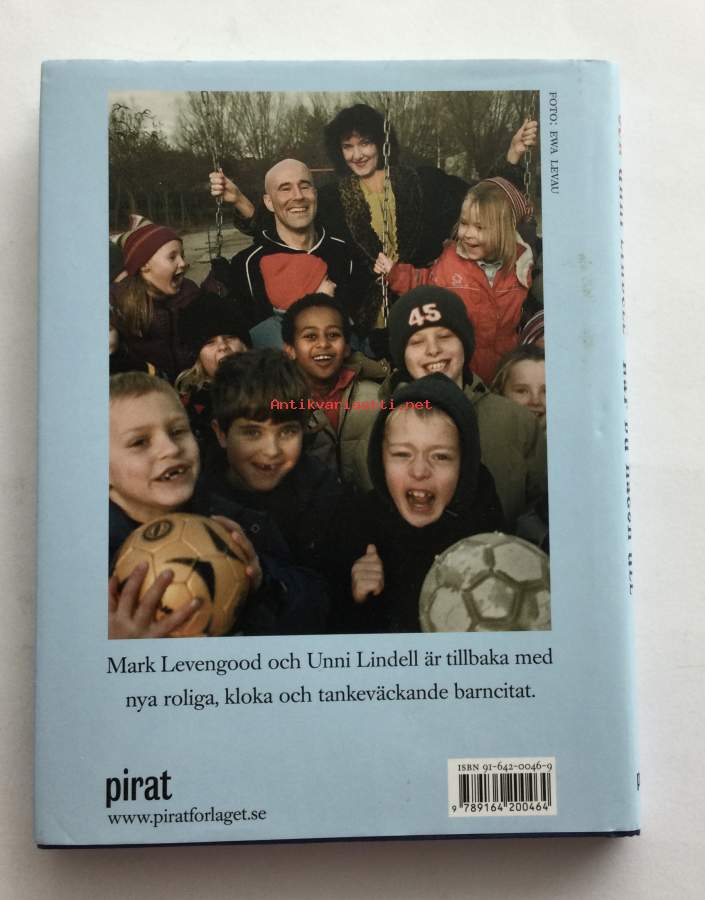 FOTO: EWA LEVAU
45
Antikvariaatti.net
Mark Levengood och Unni Lindell är tillbaka med
nya roliga, kloka och tankeväckande barncitat.
pirat
www.piratforlaget.se
ISBN 91-642-0046-9
9 789164 200464